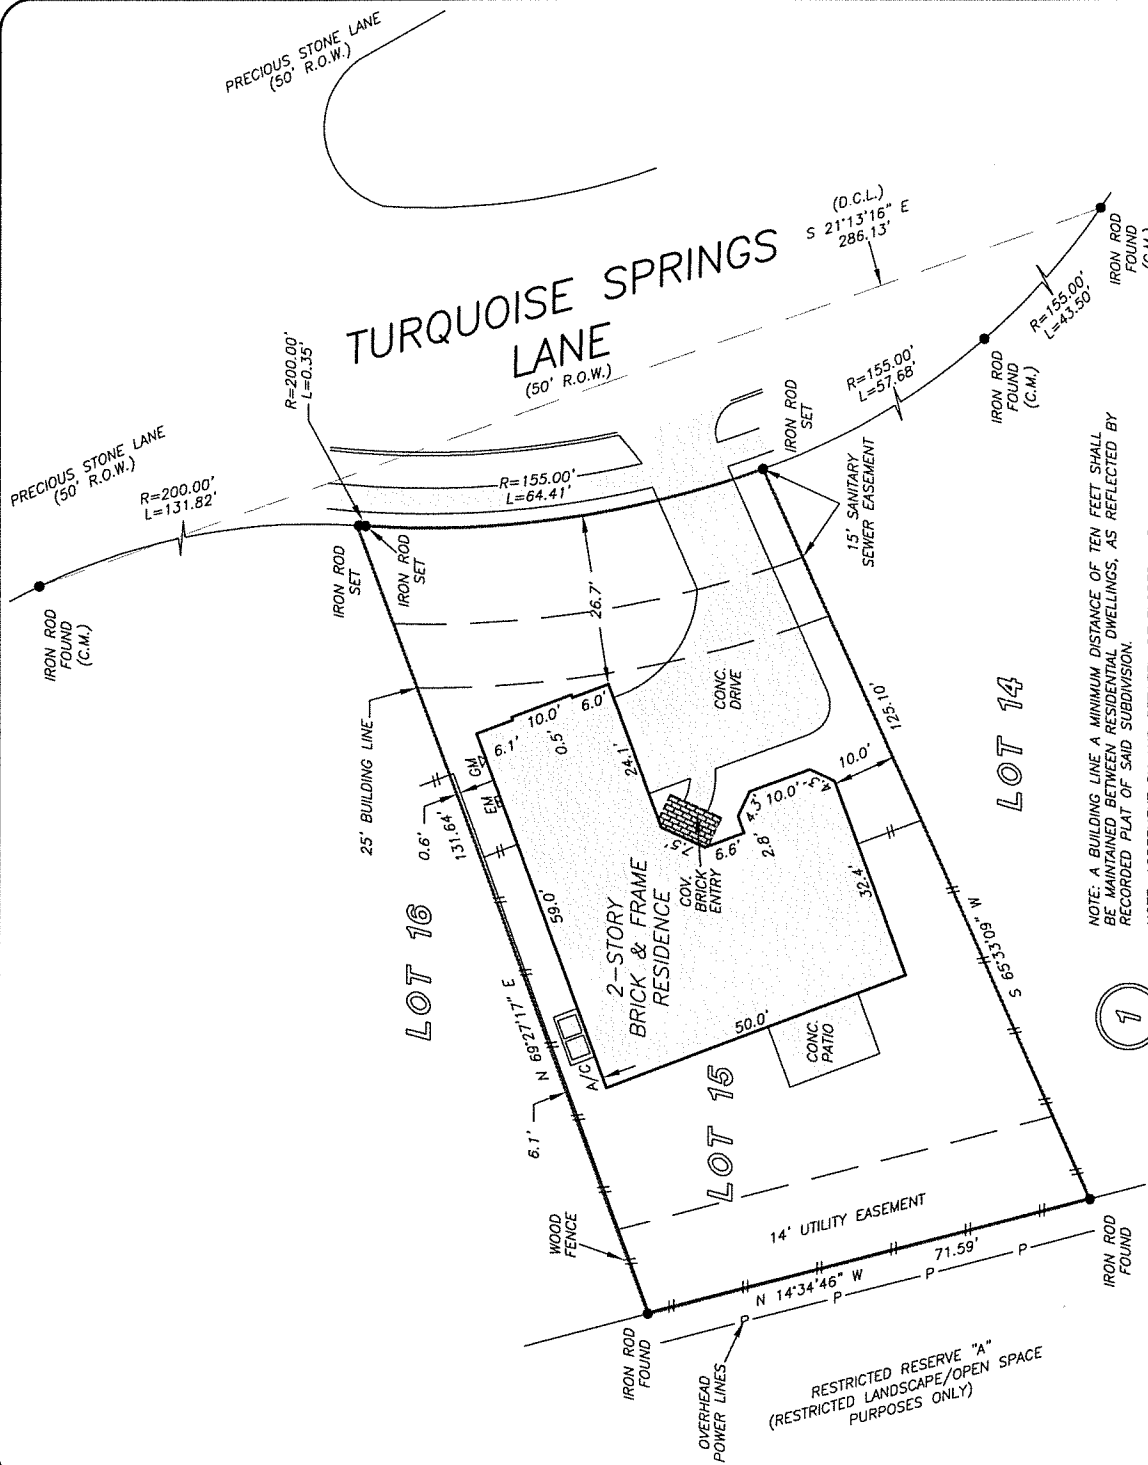 PRECIOUS STONE LANE
(50' R.O.W.)
(D.C.L.)
S 21°13'16" E
286.13'
IRON ROD
FOUND
(C.M.)
TURQUOISE SPRINGS
LANE
(50' R.O.W.)
R=200.00'
L=0.35'
R=155.00'
L=43.50'
R=155.00'
L=57.68'
IRON ROD
FOUND
(C.M.)
IRON ROD
SET
PRECIOUS STONE LANE
(50' R.O.W.)
R=200.00'
L=131.82'
R=155.00'
L=64.41'
15' SANITARY
SEWER EASEMENT
IRON ROD
SET
IRON ROD
SET
IRON ROD
FOUND
(C.M.)
26.7'
CONC.
DRIVE
25' BUILDING LINE
6.1'
10.0'
0.5'
6.0'
24.1'
GM
EM
0.6'
131.64'
125.10'
LOT 14
10.0'
4.3'
10.0'
4.3'
2.8'
6.6'
7.5'
COV.
BRICK
ENTRY
32.4'
59.0'
2-STORY
BRICK & FRAME
RESIDENCE
LOT 16
N 69°27'17" E
A/C
50.0'
CONC.
PATIO
S 65°33'09" W
6.1'
LOT 15
WOOD
FENCE
14' UTILITY EASEMENT
71.59'
N 14°34'46" W
P
P
P
P
IRON ROD
FOUND
IRON ROD
FOUND
OVERHEAD
POWER LINES
RESTRICTED RESERVE "A"
(RESTRICTED LANDSCAPE/OPEN SPACE
PURPOSES ONLY)
NOTE: A BUILDING LINE A MINIMUM DISTANCE OF TEN FEET SHALL
BE MAINTAINED BETWEEN RESIDENTIAL DWELLINGS, AS REFLECTED BY
RECORDED PLAT OF SAID SUBDIVISION.
1